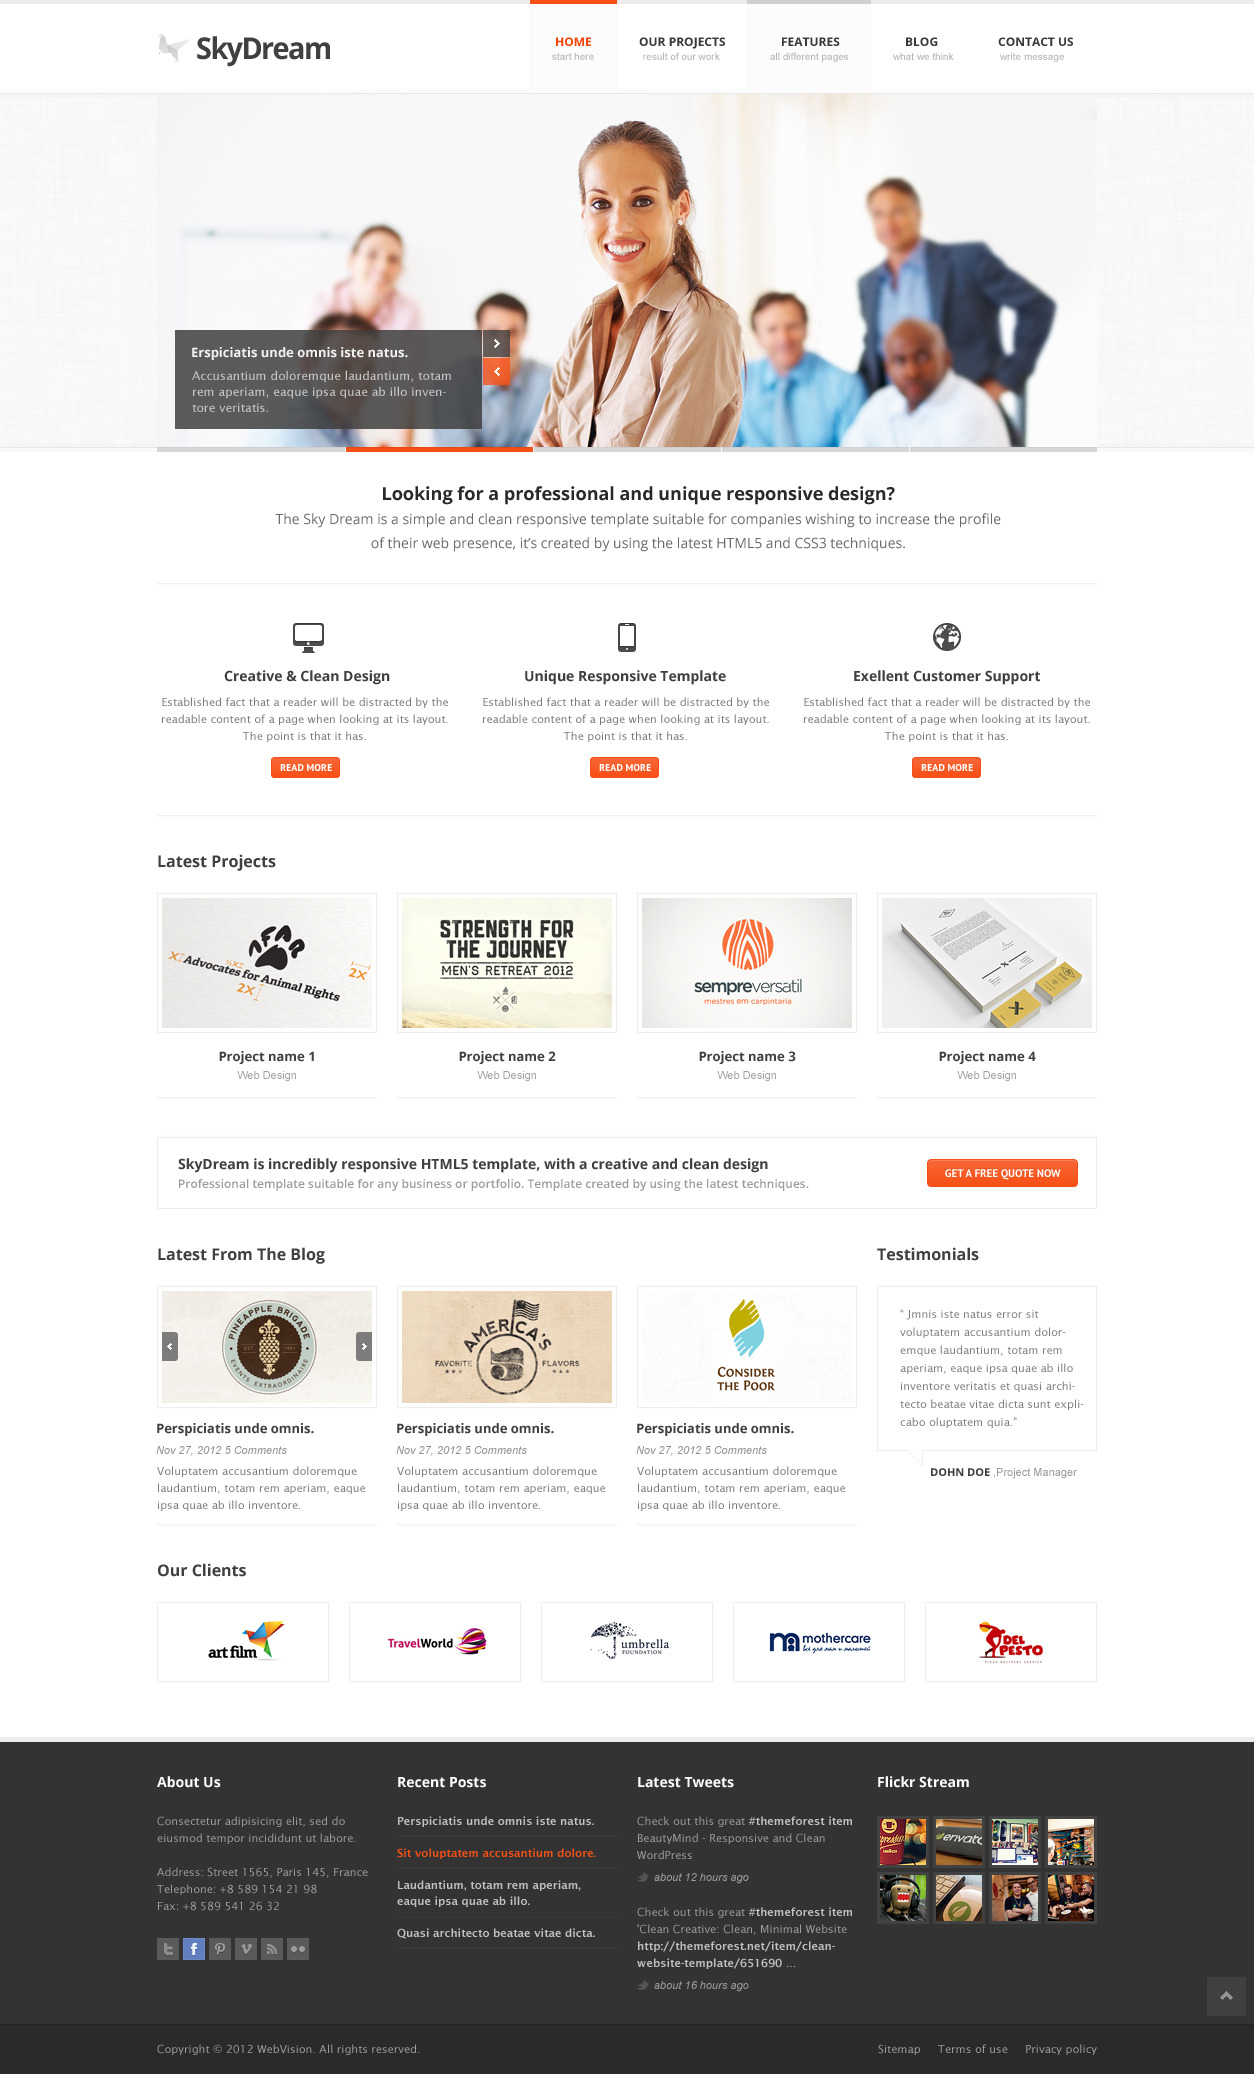 SkyDream
HOME
start here
OUR PROJECTS
result of our work
FEATURES
all different pages
BLOG
what we think
CONTACT US
write message
Erspiciatis unde omnis iste natus.
Accusantium doloremque laudantium, totam
rem aperiam, eaque ipsa quae ab illo inven-
tore veritatis.
Looking for a professional and unique responsive design?
The Sky Dream is a simple and clean responsive template suitable for companies wishing to increase the profile
of their web presence, it's created by using the latest HTML5 and CSS3 techniques.
Creative & Clean Design
Established fact that a reader will be distracted by the
readable content of a page when looking at its layout.
The point is that it has.
READ MORE
Unique Responsive Template
Established fact that a reader will be distracted by the
readable content of a page when looking at its layout.
The point is that it has.
READ MORE
Exellent Customer Support
Established fact that a reader will be distracted by the
readable content of a page when looking at its layout.
The point is that it has.
READ MORE
Latest Projects
AFAR
Advocates for Animal Rights
X
½X
2X
2X
Project name 1
Web Design
STRENGTH FOR
THE JOURNEY
MEN'S RETREAT 2012
Project name 2
Web Design
sempreversatil
mestres em carpintaria
Project name 3
Web Design
Project name 4
Web Design
SkyDream is incredibly responsive HTML5 template, with a creative and clean design
Professional template suitable for any business or portfolio. Template created by using the latest techniques.
GET A FREE QUOTE NOW
Latest From The Blog
PINEAPPLE BRIGADE
EVENTS EXTRAORDINAIRE
Perspiciatis unde omnis.
Nov 27, 2012 5 Comments
Voluptatem accusantium doloremque
laudantium, totam rem aperiam, eaque
ipsa quae ab illo inventore.
AMERICA'S
FAVORITE 5 FLAVORS
Perspiciatis unde omnis.
Nov 27, 2012 5 Comments
Voluptatem accusantium doloremque
laudantium, totam rem aperiam, eaque
ipsa quae ab illo inventore.
CONSIDER
THE POOR
Perspiciatis unde omnis.
Nov 27, 2012 5 Comments
Voluptatem accusantium doloremque
laudantium, totam rem aperiam, eaque
ipsa quae ab illo inventore.
Testimonials
" Jmnis iste natus error sit
voluptatem accusantium dolor-
emque laudantium, totam rem
aperiam, eaque ipsa quae ab illo
inventore veritatis et quasi archi-
tecto beatae vitae dicta sunt expli-
cabo oluptatem quia."
DOHN DOE ,Project Manager
Our Clients
art film
TravelWorld
umbrella
FOUNDATION
mothercare
все для мам и малышей
DEL
PESTO
PIZZA DELIVERY SERVICE
About Us
Consectetur adipisicing elit, sed do
eiusmod tempor incididunt ut labore.
Address: Street 1565, Paris 145, France
Telephone: +8 589 154 21 98
Fax: +8 589 541 26 32
Recent Posts
Perspiciatis unde omnis iste natus.
Sit voluptatem accusantium dolore.
Laudantium, totam rem aperiam,
eaque ipsa quae ab illo.
Quasi architecto beatae vitae dicta.
Latest Tweets
Check out this great #themeforest item
BeautyMind - Responsive and Clean
WordPress
about 12 hours ago
Check out this great #themeforest item
'Clean Creative: Clean, Minimal Website
http://themeforest.net/item/clean-
website-template/651690 ...
about 16 hours ago
Flickr Stream
envato
Copyright © 2012 WebVision. All rights reserved.
Sitemap
Terms of use
Privacy policy